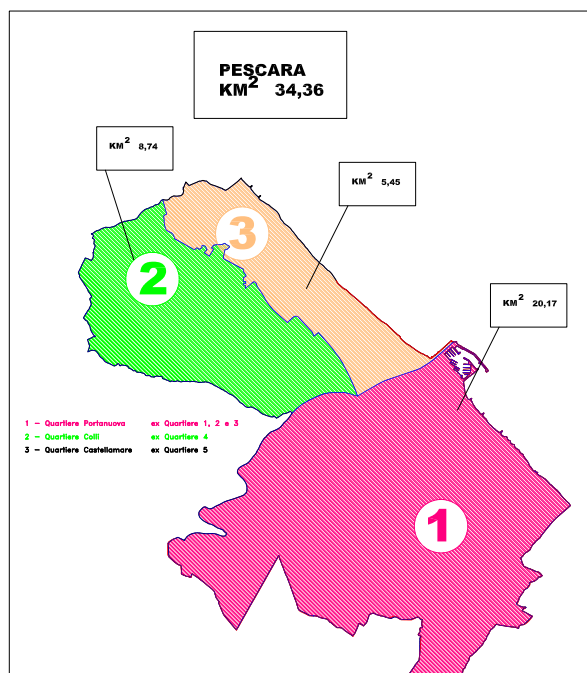 PESCARA
KM2 34,36
KM2 8,74
KM2 5,45
KM2 20,17
3
2
1 - Quartiere Portanuova ex Quartiere 1, 2 e 3
2 - Quartiere Colli ex Quartiere 4
3 - Quartiere Castellamare ex Quartiere 5
1